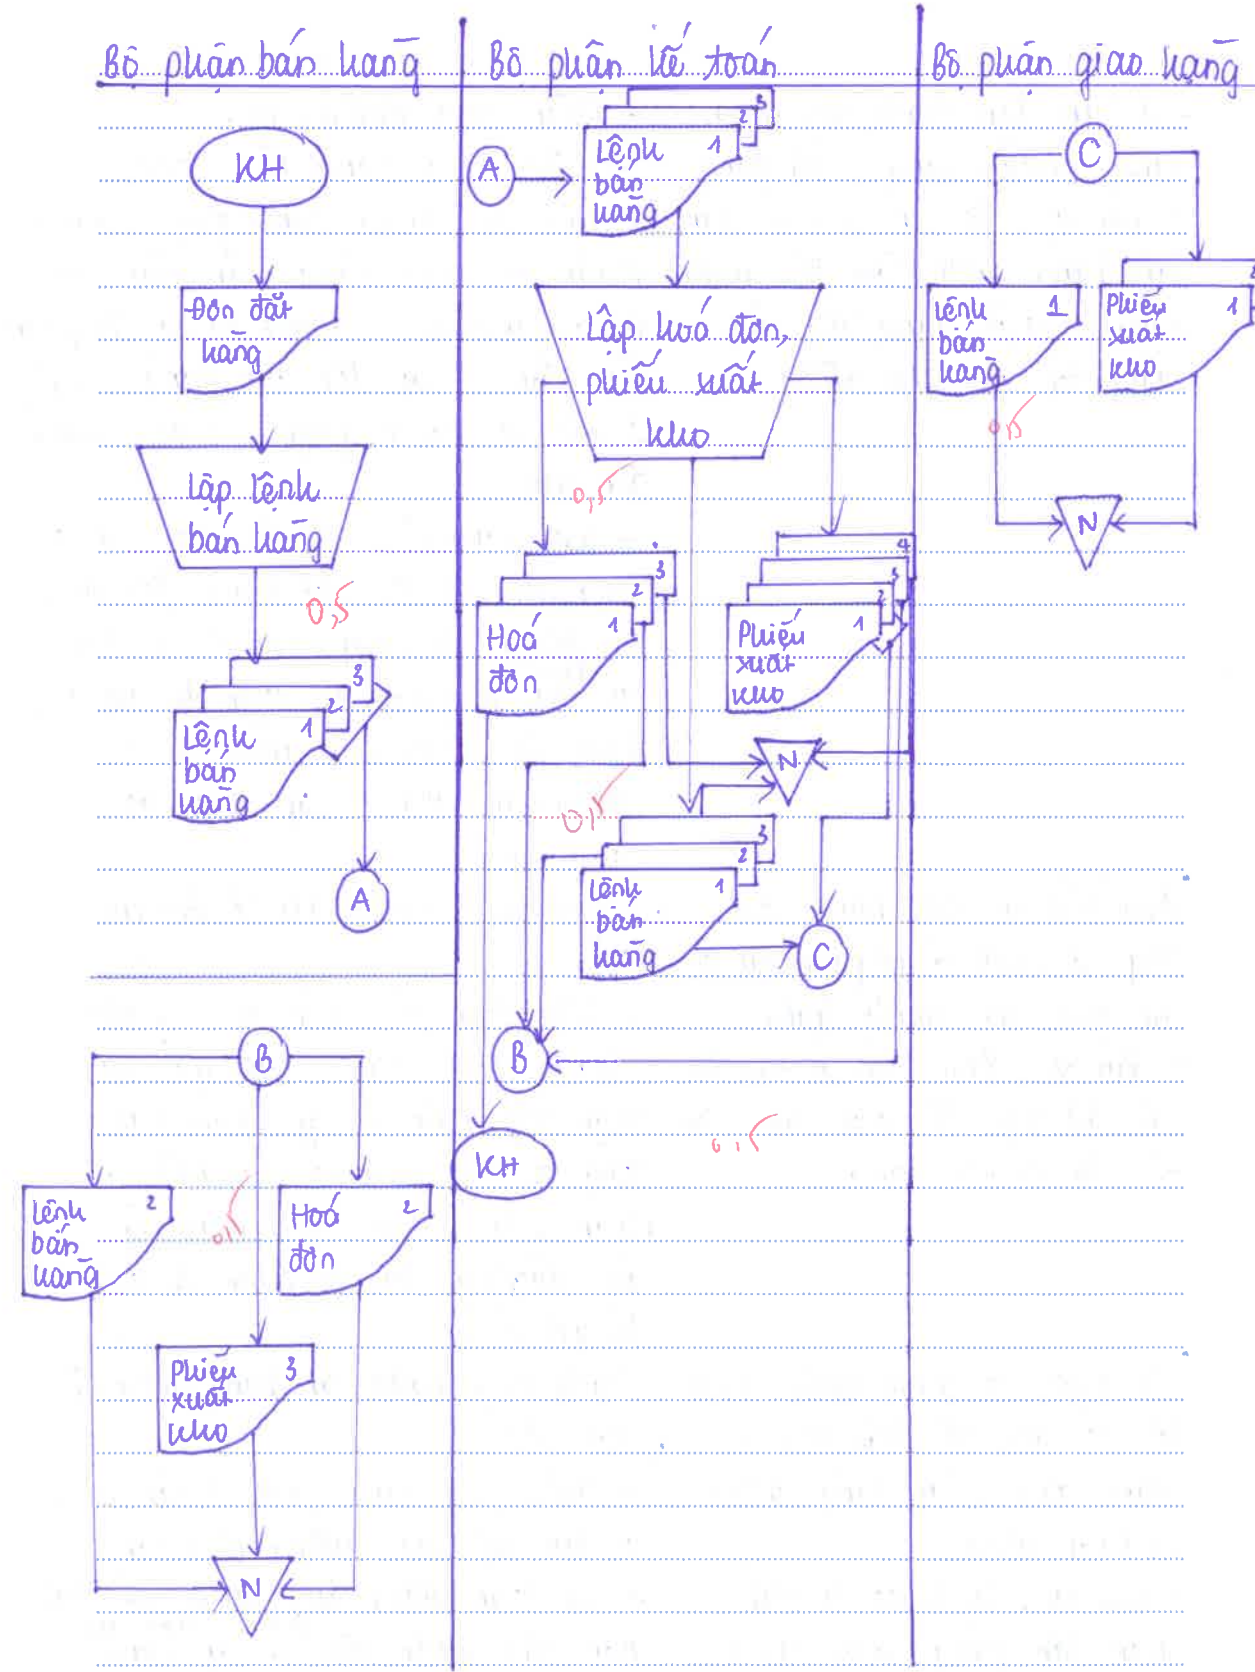 Bộ phận bán hàng
KH
Đơn đặt
hàng
Lập lệnh
bán hàng
0,5
3
2
1
Lệnh
bán
hàng
A
B
Lệnh 2
bán
hàng
Hoá 2
đơn
Phiếu 3
xuất
kho
N
Bộ phận kế toán
A
3
2
Lệnh 1
bán
hàng
Lập hoá đơn,
phiếu xuất
kho
0,5
3
2
1
Hoá
đơn
4
3
2
Phiếu 1
xuất
kho
N
3
2
Lệnh 1
bán
hàng
C
B
KH
0,5
Bộ phận giao hàng
C
Lệnh 1
bán
hàng
2
Phiếu 1
xuất
kho
0,5
N